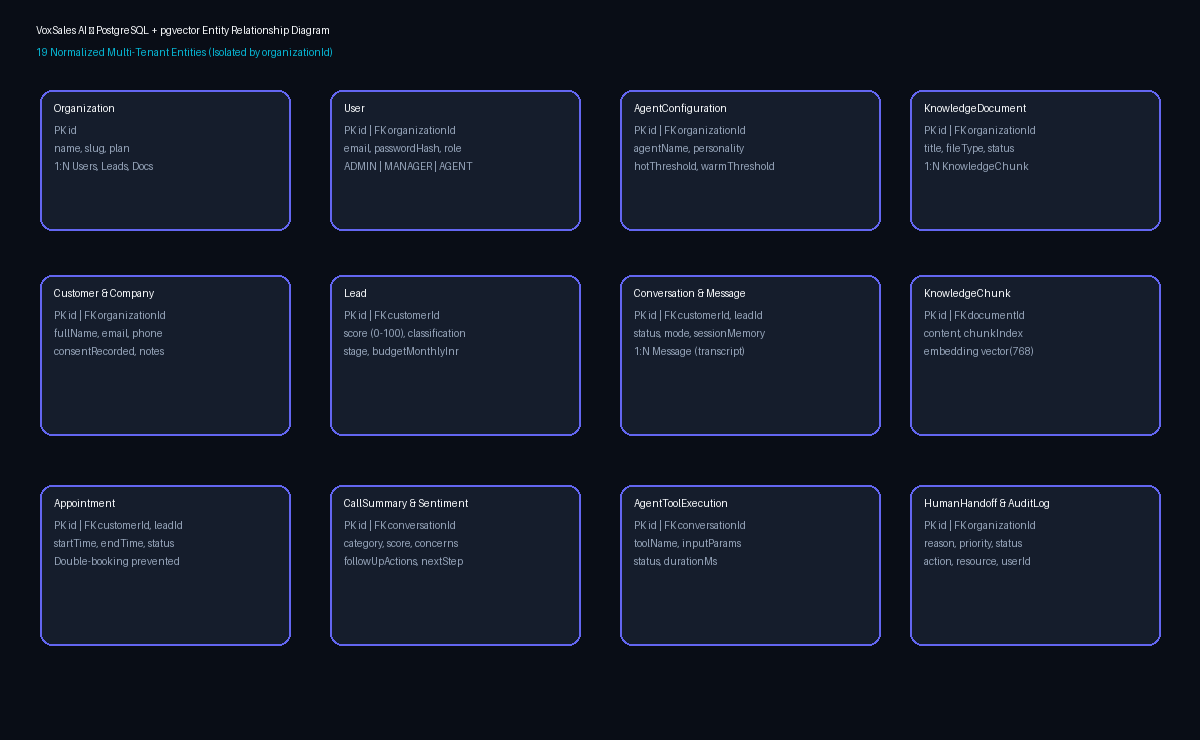 VoxSales AI ▯ PostgreSQL + pgvector Entity Relationship Diagram
19 Normalized Multi-Tenant Entities (Isolated by organizationId)
Organization
PK id
name, slug, plan
1:N Users, Leads, Docs
User
PK id | FK organizationId
email, passwordHash, role
ADMIN | MANAGER | AGENT
AgentConfiguration
PK id | FK organizationId
agentName, personality
hotThreshold, warmThreshold
KnowledgeDocument
PK id | FK organizationId
title, fileType, status
1:N KnowledgeChunk
Customer & Company
PK id | FK organizationId
fullName, email, phone
consentRecorded, notes
Lead
PK id | FK customerId
score (0-100), classification
stage, budgetMonthlyInr
Conversation & Message
PK id | FK customerId, leadId
status, mode, sessionMemory
1:N Message (transcript)
KnowledgeChunk
PK id | FK documentId
content, chunkIndex
embedding vector(768)
Appointment
PK id | FK customerId, leadId
startTime, endTime, status
Double-booking prevented
CallSummary & Sentiment
PK id | FK conversationId
category, score, concerns
followUpActions, nextStep
AgentToolExecution
PK id | FK conversationId
toolName, inputParams
status, durationMs
HumanHandoff & AuditLog
PK id | FK organizationId
reason, priority, status
action, resource, userId